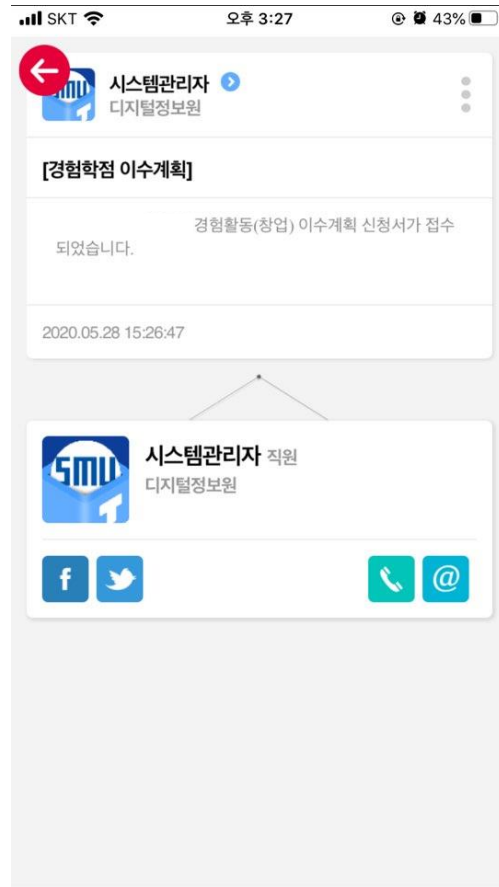 SKT 오후 3:27 43%
SMU T
시스템관리자
디지털정보원
[경험학점 이수계획]
경험활동(창업) 이수계획 신청서가 접수
되었습니다.
2020.05.28 15:26:47
SMU T
시스템관리자 직원
디지털정보원
f @